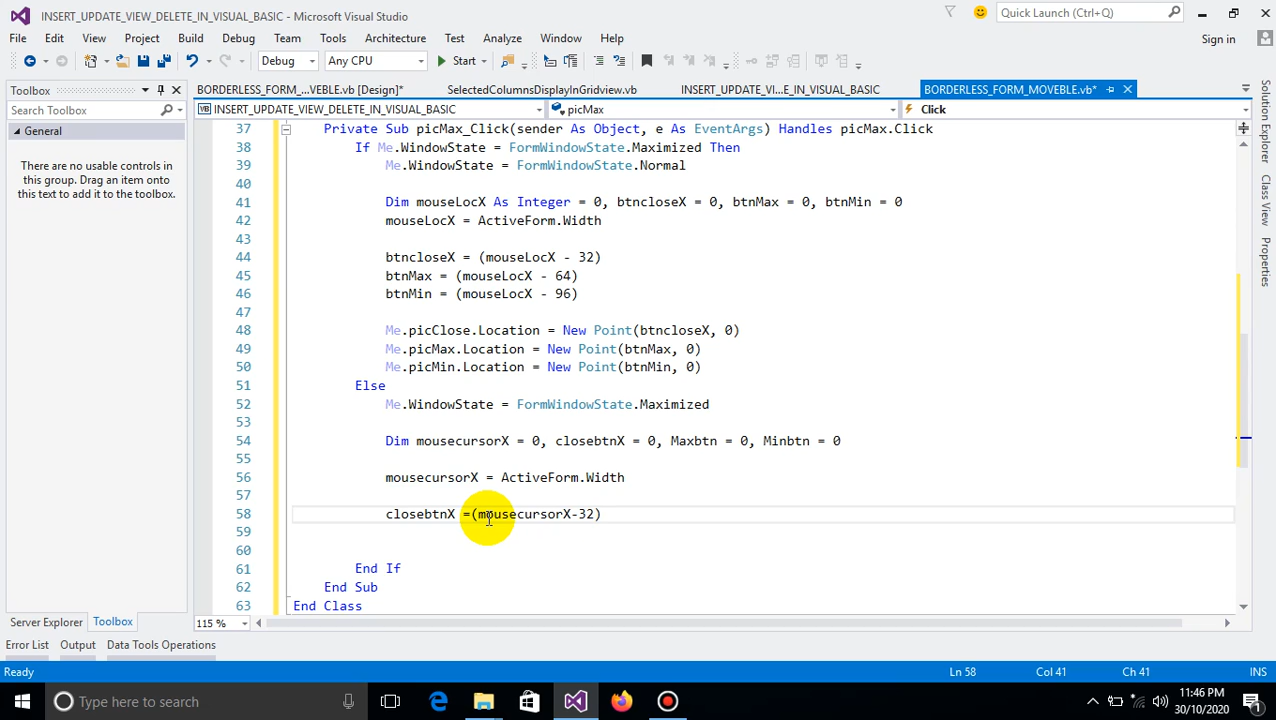 INSERT_UPDATE_VIEW_DELETE_IN_VISUAL_BASIC - Microsoft Visual Studio
Quick Launch (Ctrl+Q)
File Edit View Project Build Debug Team Tools Architecture Test Analyze Window Help
Sign in
Debug
Any CPU
Start
Toolbox
BORDERLESS_FORM_...VEBLE.vb [Design]*
SelectedColumnsDisplayInGridview.vb
INSERT_UPDATE_VI...E_IN_VISUAL_BASIC
BORDERLESS_FORM_MOVEBLE.vb*
Search Toolbox
INSERT_UPDATE_VIEW_DELETE_IN_VISUAL_BASIC
picMax
Click
General
There are no usable controls in
this group. Drag an item onto
this text to add it to the toolbox.
37 Private Sub picMax_Click(sender As Object, e As EventArgs) Handles picMax.Click
38 If Me.WindowState = FormWindowState.Maximized Then
39 Me.WindowState = FormWindowState.Normal
40
41 Dim mouseLocX As Integer = 0, btncloseX = 0, btnMax = 0, btnMin = 0
42 mouseLocX = ActiveForm.Width
43
44 btncloseX = (mouseLocX - 32)
45 btnMax = (mouseLocX - 64)
46 btnMin = (mouseLocX - 96)
47
48 Me.picClose.Location = New Point(btncloseX, 0)
49 Me.picMax.Location = New Point(btnMax, 0)
50 Me.picMin.Location = New Point(btnMin, 0)
51 Else
52 Me.WindowState = FormWindowState.Maximized
53
54 Dim mousecursorX = 0, closebtnX = 0, Maxbtn = 0, Minbtn = 0
55
56 mousecursorX = ActiveForm.Width
57
58 closebtnX =(mousecursorX-32)
59
60
61 End If
62 End Sub
63 End Class
Solution Explorer
Class View
Properties
Server Explorer
Toolbox
115 %
Error List
Output
Data Tools Operations
Ready
Ln 58
Col 41
Ch 41
INS
Type here to search
11:46 PM
30/10/2020
1